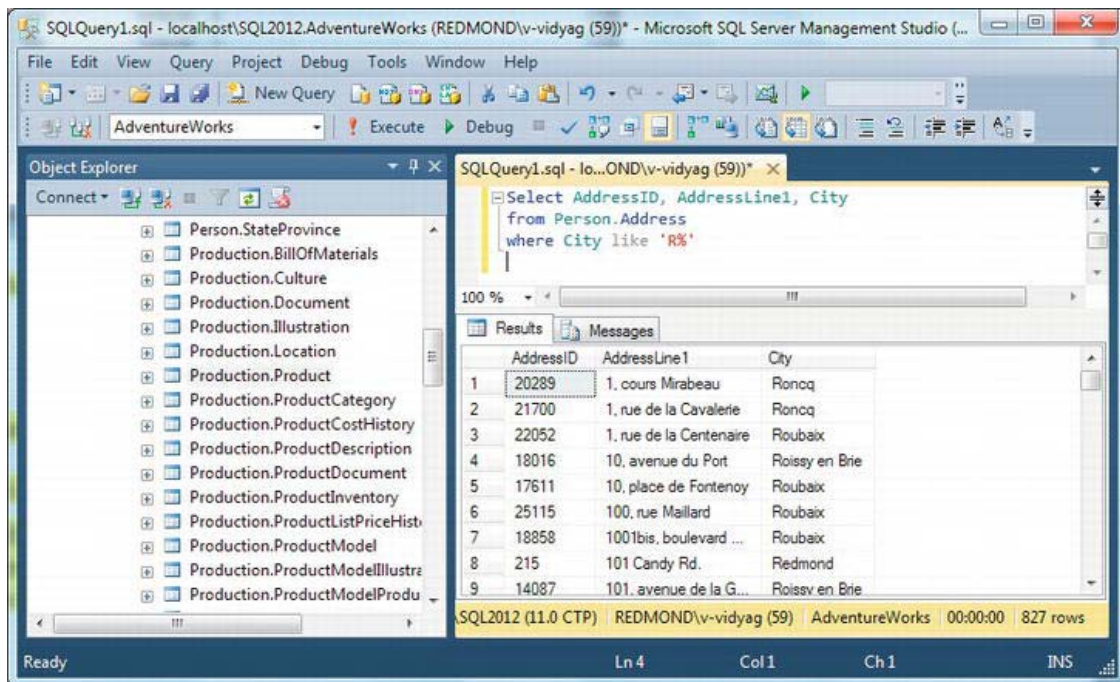 SQLQuery1.sql - localhost\SQL2012.AdventureWorks (REDMOND\v-vidyag (59))* - Microsoft SQL Server Management Studio (...
File Edit View Query Project Debug Tools Window Help
New Query
AdventureWorks Execute Debug
Object Explorer
Connect
Person.StateProvince
Production.BillOfMaterials
Production.Culture
Production.Document
Production.Illustration
Production.Location
Production.Product
Production.ProductCategory
Production.ProductCostHistory
Production.ProductDescription
Production.ProductDocument
Production.ProductInventory
Production.ProductListPriceHist
Production.ProductModel
Production.ProductModelIllustra
Production.ProductModelProdu
SQLQuery1.sql - lo...OND\v-vidyag (59))*
Select AddressID, AddressLine1, City
from Person.Address
where City like 'R%'
100 %
Results Messages
AddressID AddressLine1 City
1 20289 1, cours Mirabeau Roncq
2 21700 1, rue de la Cavalerie Roncq
3 22052 1, rue de la Centenaire Roubaix
4 18016 10, avenue du Port Roissy en Brie
5 17611 10, place de Fontenoy Roubaix
6 25115 100, rue Maillard Roubaix
7 18858 1001bis, boulevard ... Roubaix
8 215 101 Candy Rd. Redmond
9 14087 101, avenue de la G... Roissy en Brie
\SQL2012 (11.0 CTP) REDMOND\v-vidyag (59) AdventureWorks 00:00:00 827 rows
Ready Ln 4 Col 1 Ch 1 INS